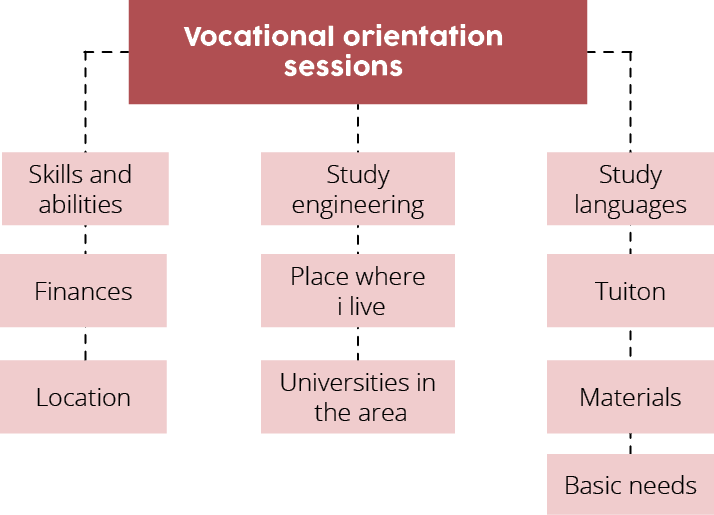 Vocational orientation
sessions
Skills and
abilities
Finances
Location
Study
engineering
Place where
i live
Universities in
the area
Study
languages
Tuiton
Materials
Basic needs